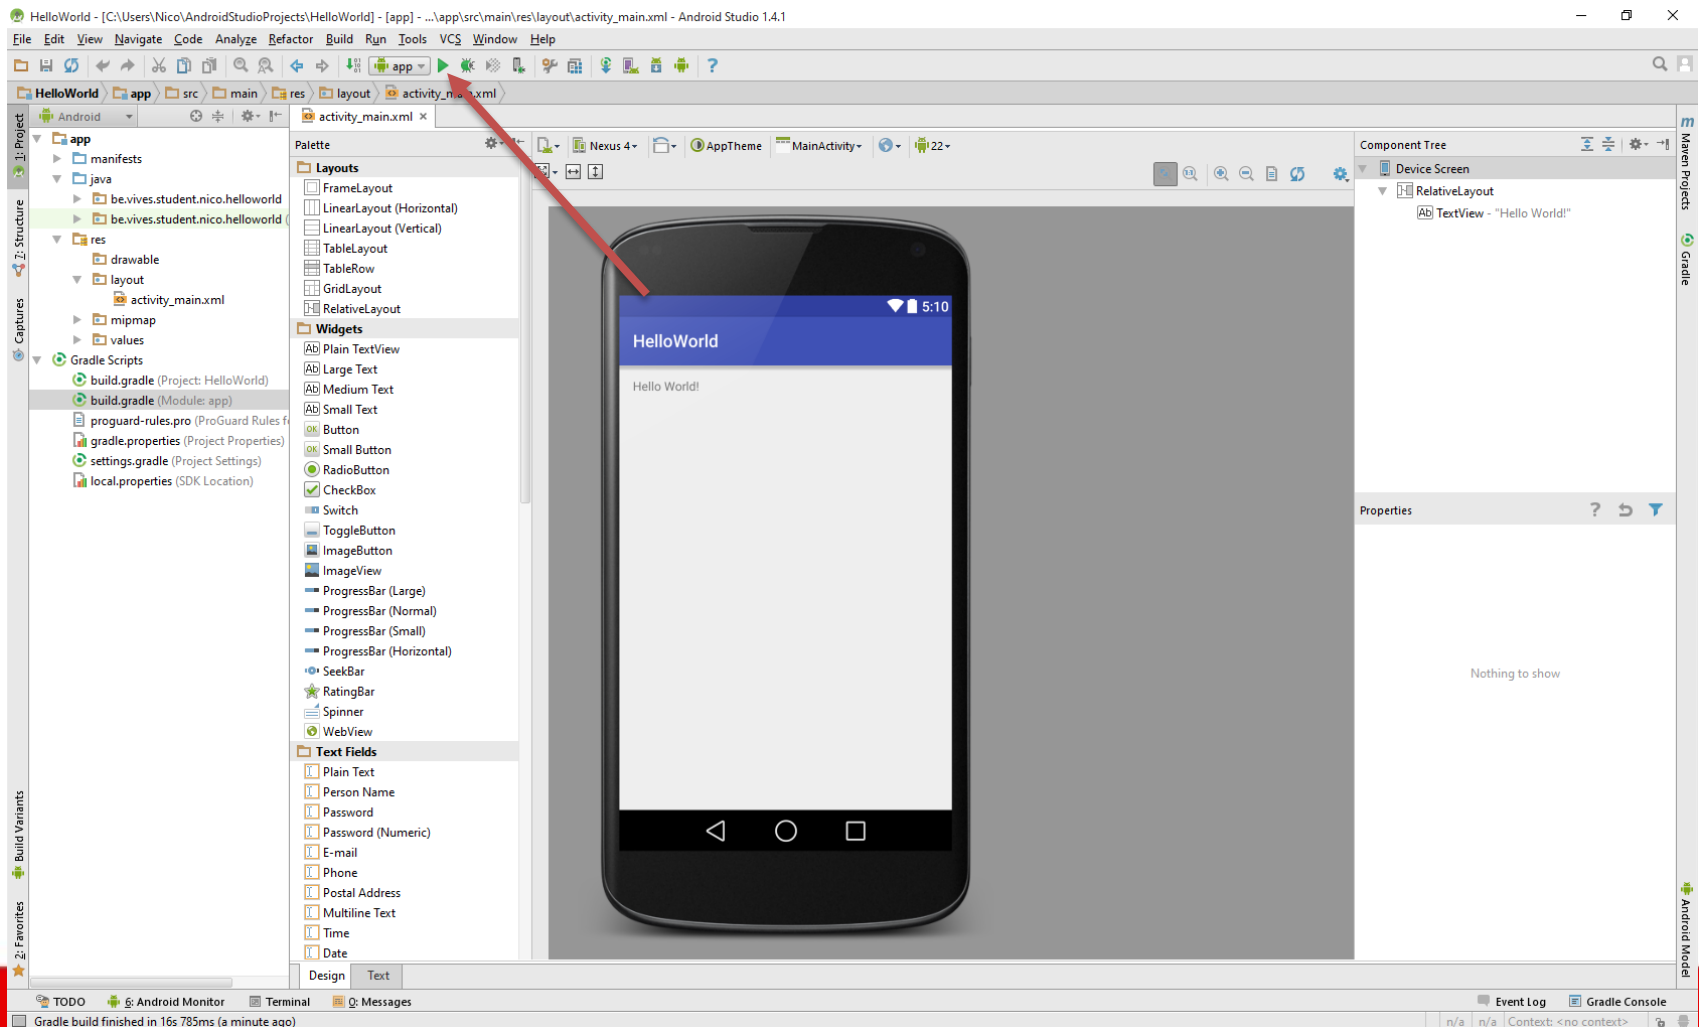 HelloWorld - [C:\Users\Nico\AndroidStudioProjects\HelloWorld] - [app] - ...\app\src\main\res\layout\activity_main.xml - Android Studio 1.4.1
File Edit View Navigate Code Analyze Refactor Build Run Tools VCS Window Help
app
HelloWorld app src main res layout activity_main.xml
1: Project
7: Structure
Captures
Build Variants
2: Favorites
Android
app
manifests
java
be.vives.student.nico.helloworld
be.vives.student.nico.helloworld (
res
drawable
layout
activity_main.xml
mipmap
values
Gradle Scripts
build.gradle (Project: HelloWorld)
build.gradle (Module: app)
proguard-rules.pro (ProGuard Rules f
gradle.properties (Project Properties)
settings.gradle (Project Settings)
local.properties (SDK Location)
activity_main.xml
Palette
Layouts
FrameLayout
LinearLayout (Horizontal)
LinearLayout (Vertical)
TableLayout
TableRow
GridLayout
RelativeLayout
Widgets
Ab Plain TextView
Ab Large Text
Ab Medium Text
Ab Small Text
OK Button
OK Small Button
RadioButton
CheckBox
Switch
ToggleButton
ImageButton
ImageView
ProgressBar (Large)
ProgressBar (Normal)
ProgressBar (Small)
ProgressBar (Horizontal)
SeekBar
RatingBar
Spinner
WebView
Text Fields
Plain Text
Person Name
Password
Password (Numeric)
E-mail
Phone
Postal Address
Multiline Text
Time
Date
Design Text
Nexus 4 AppTheme MainActivity 22
5:10
HelloWorld
Hello World!
Component Tree
Device Screen
RelativeLayout
Ab TextView - "Hello World!"
Properties
Nothing to show
Maven Projects
Gradle
Android Model
TODO 6: Android Monitor Terminal 0: Messages Event Log Gradle Console
Gradle build finished in 16s 785ms (a minute ago) n/a n/a Context: <no context>